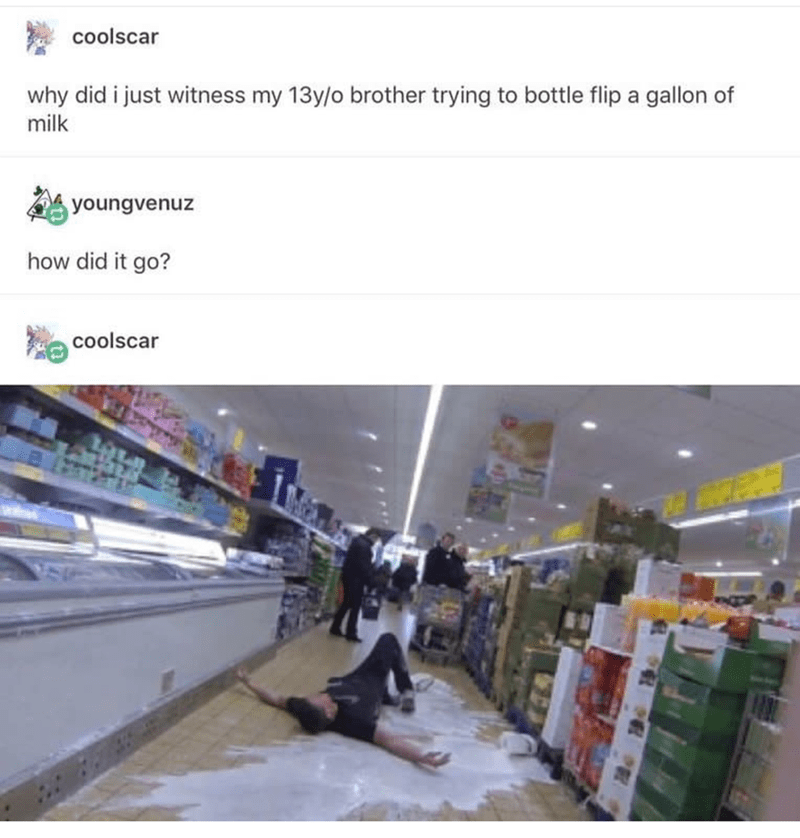 coolscar
why did i just witness my 13y/o brother trying to bottle flip a gallon of
milk
youngvenuz
how did it go?
coolscar